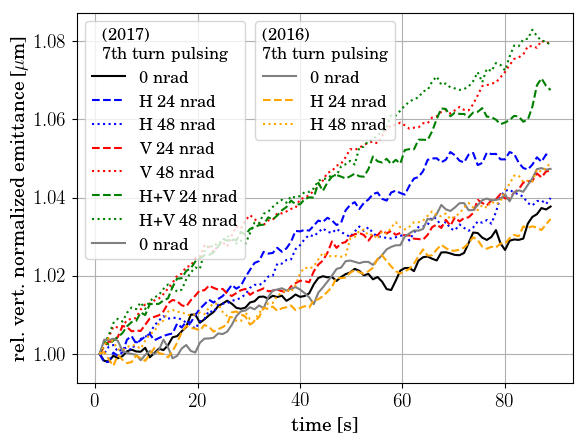 rel. vert. normalized emittance [μm]
1.08
1.06
1.04
1.02
1.00
(2017)
7th turn pulsing
0 nrad
H 24 nrad
H 48 nrad
V 24 nrad
V 48 nrad
H+V 24 nrad
H+V 48 nrad
0 nrad
(2016)
7th turn pulsing
0 nrad
H 24 nrad
H 48 nrad
0
20
40
60
80
time [s]